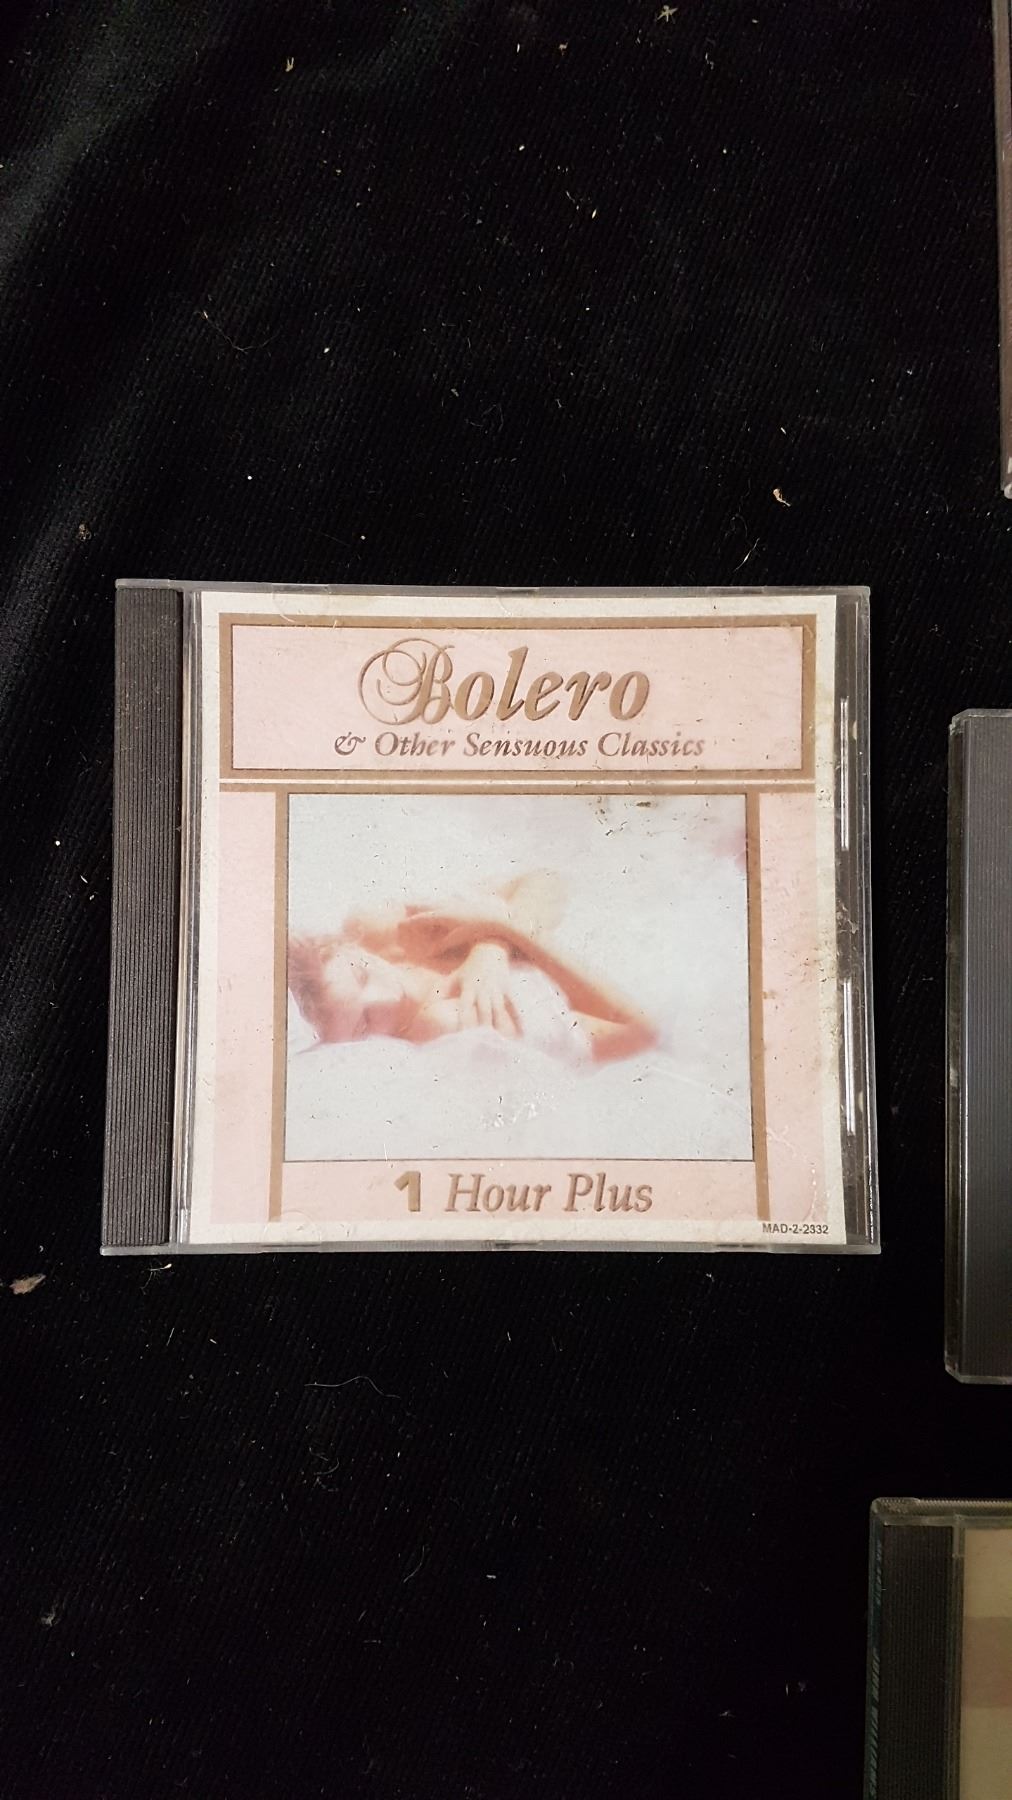 Bolero
& Other Sensuous Classics
1 Hour Plus
MAD-2-2332